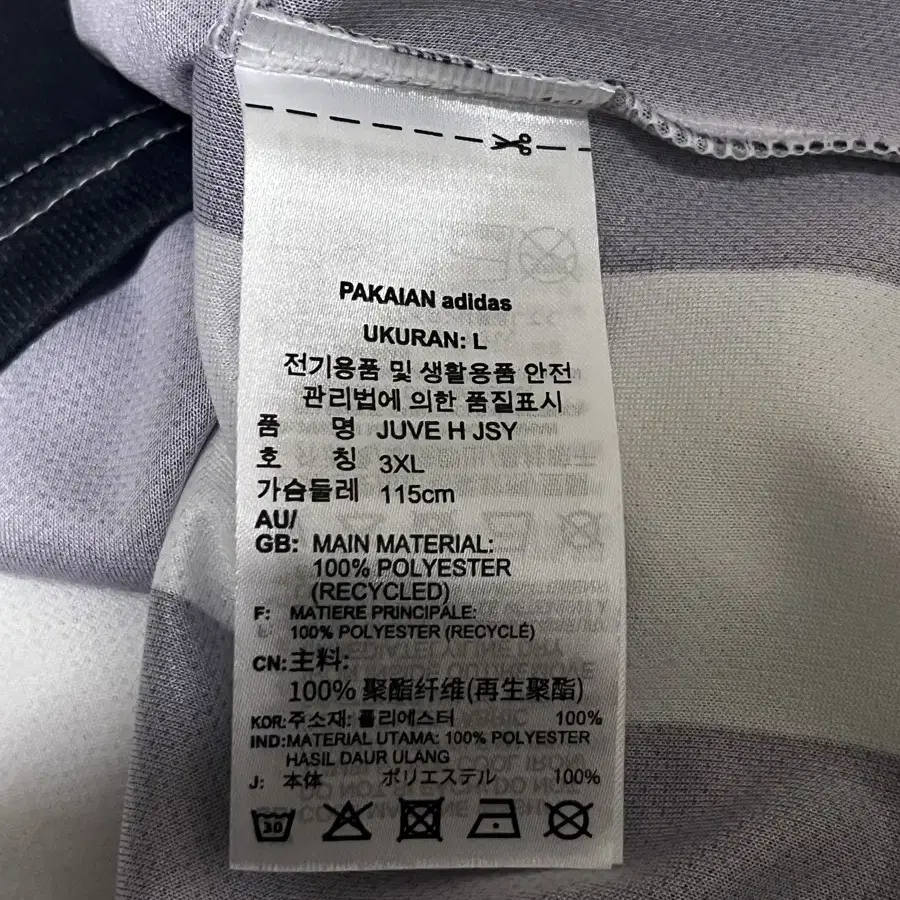 PAKAIAN adidas
UKURAN: L
전기용품 및 생활용품 안전
관리법에 의한 품질표시
품 명 JUVE H JSY
호 칭 3XL
가슴둘레 115cm
AU/
GB: MAIN MATERIAL:
100% POLYESTER
(RECYCLED)
F: MATIERE PRINCIPALE:
100% POLYESTER (RECYCLÉ)
CN:主料:
100% 聚酯纤维(再生聚酯)
KOR:주소재: 폴리에스터 100%
IND:MATERIAL UTAMA: 100% POLYESTER
HASIL DAUR ULANG
J: 本体 ポリエステル 100%
30